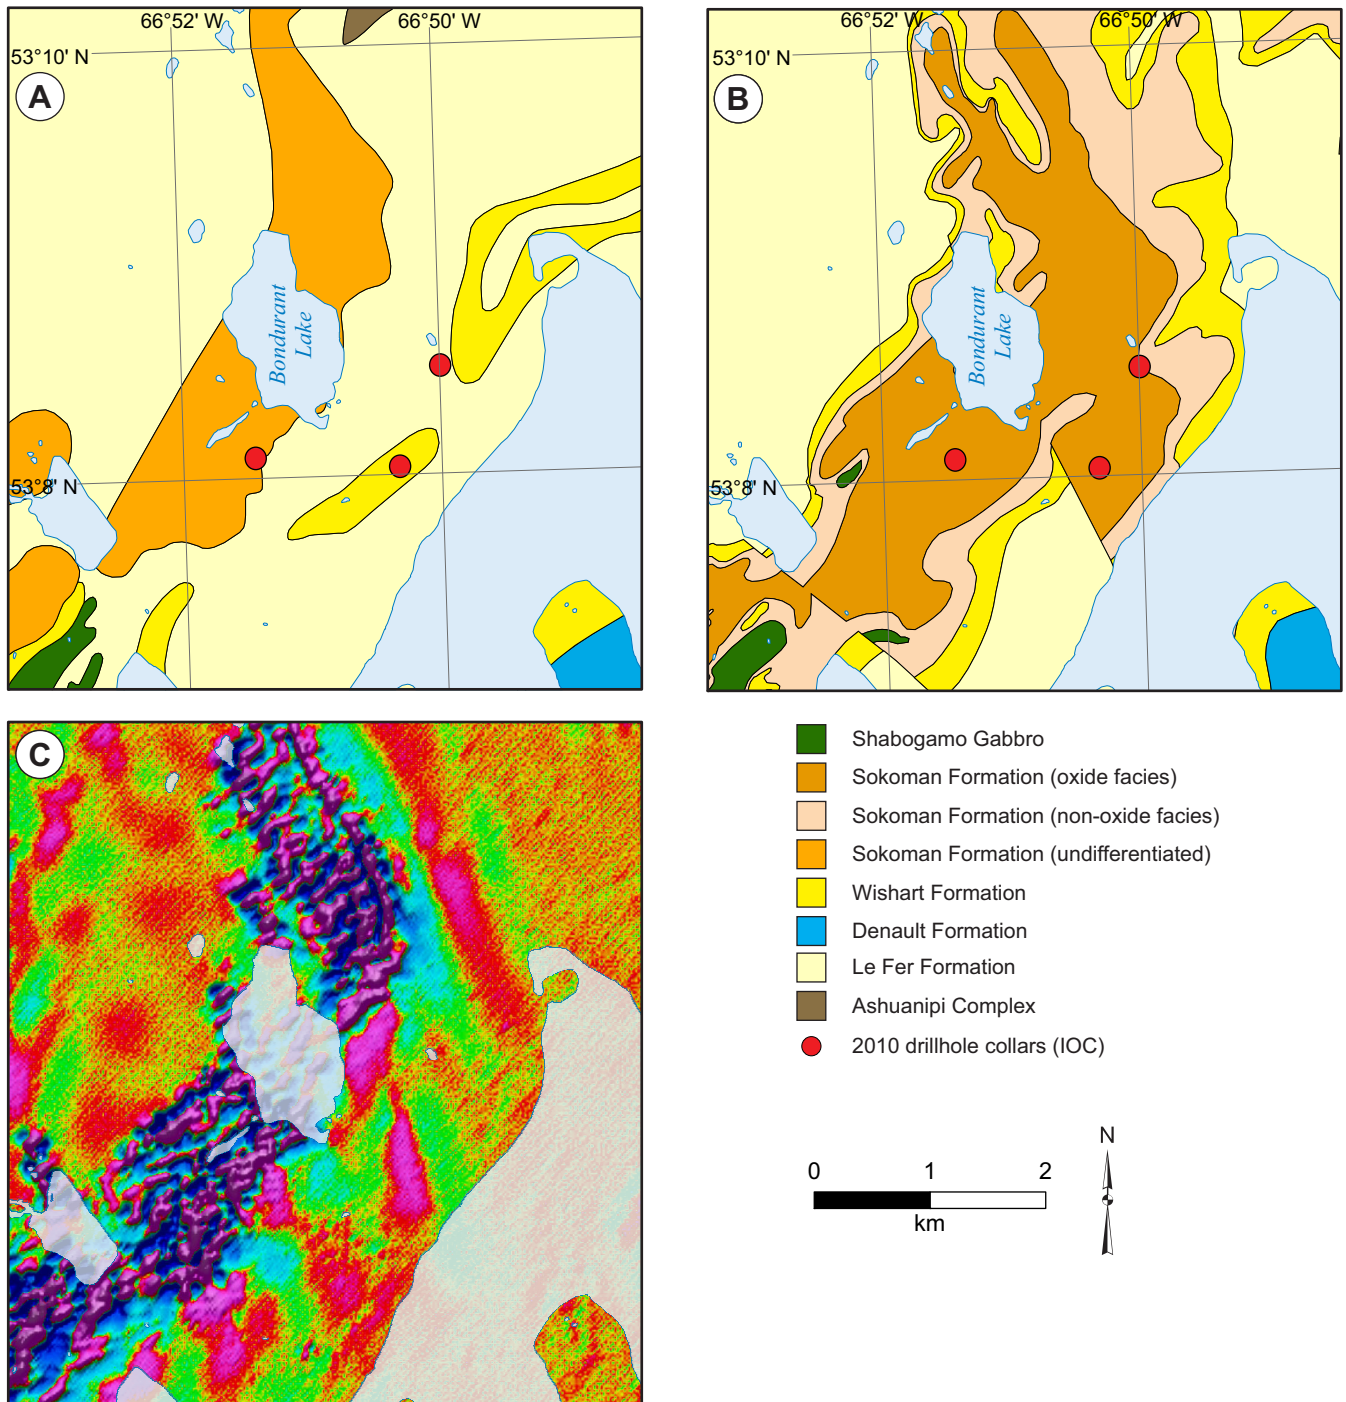 66°52' W
66°50' W
53°10' N
A
Bondurant
Lake
53°8' N
66°52' W
66°50' W
53°10' N
B
Bondurant
Lake
53°8' N
C
Shabogamo Gabbro
Sokoman Formation (oxide facies)
Sokoman Formation (non-oxide facies)
Sokoman Formation (undifferentiated)
Wishart Formation
Denault Formation
Le Fer Formation
Ashuanipi Complex
2010 drillhole collars (IOC)
0 1 2
km
N